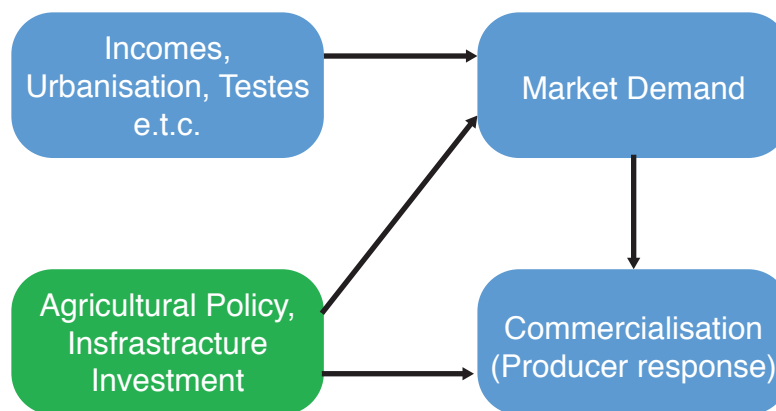 Incomes,
Urbanisation, Testes
e.t.c.
Market Demand
Agricultural Policy,
Insfrastracture
Investment
Commercialisation
(Producer response)